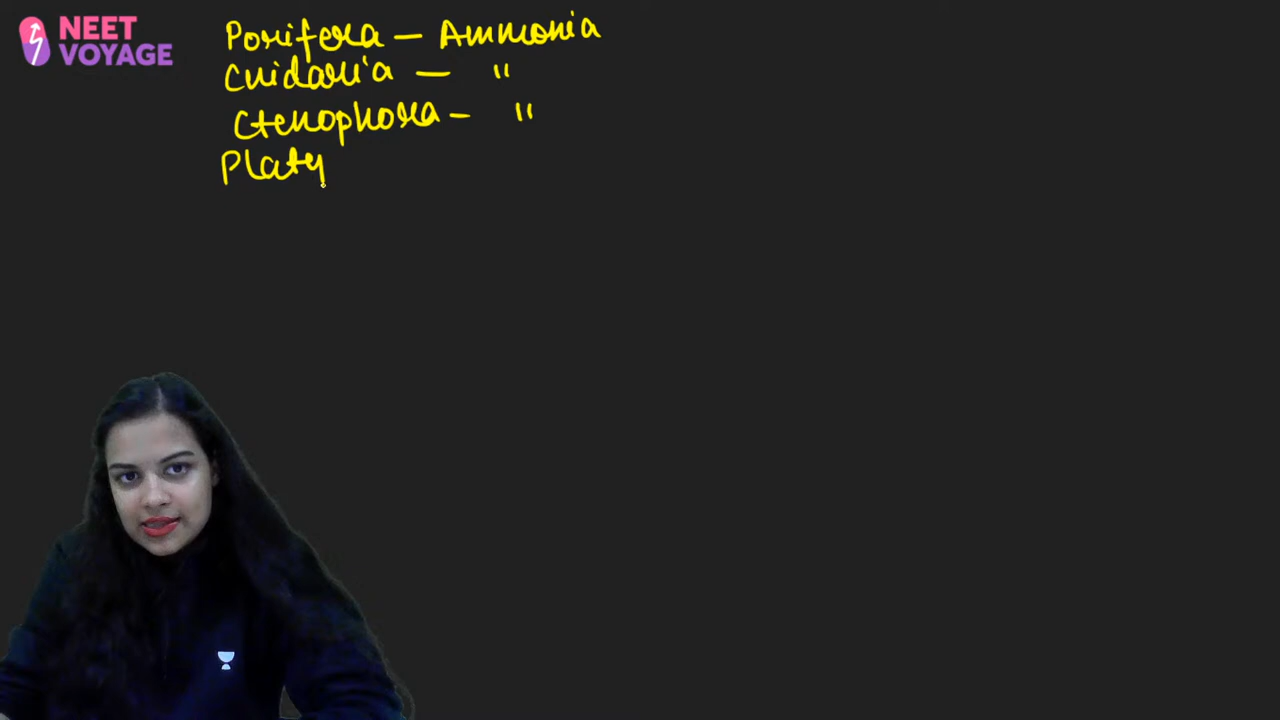 NEET
VOYAGE
Porifera – Ammonia
Cnidaria – "
Ctenophora – "
Platy